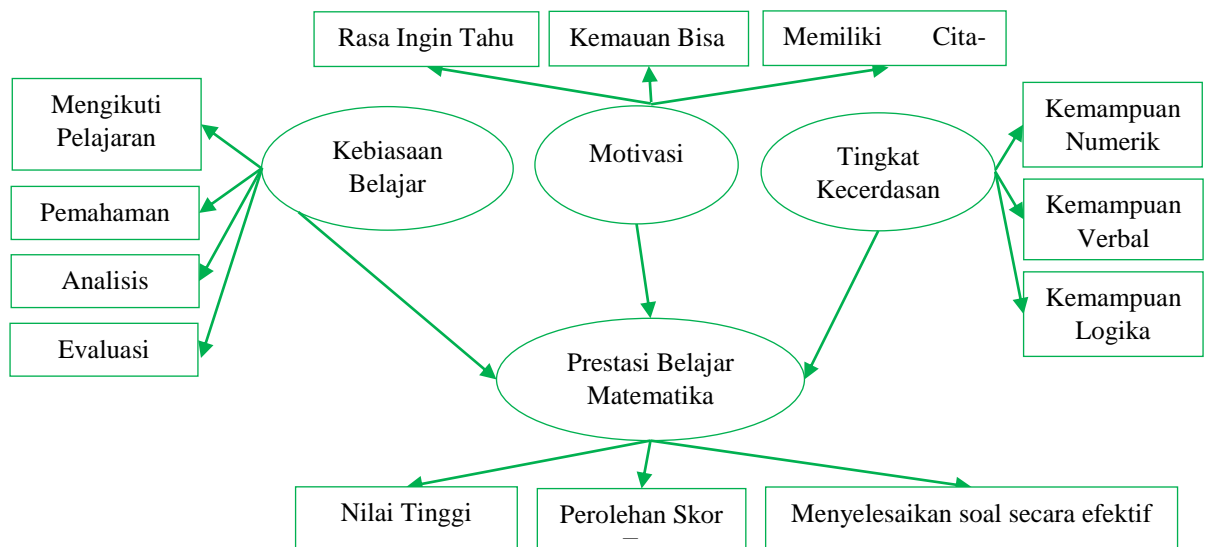 Rasa Ingin Tahu
Kemauan Bisa
Memiliki Cita-
Mengikuti
Pelajaran
Pemahaman
Analisis
Evaluasi
Kebiasaan
Belajar
Motivasi
Tingkat
Kecerdasan
Kemampuan
Numerik
Kemampuan
Verbal
Kemampuan
Logika
Prestasi Belajar
Matematika
Nilai Tinggi
Perolehan Skor
Menyelesaikan soal secara efektif